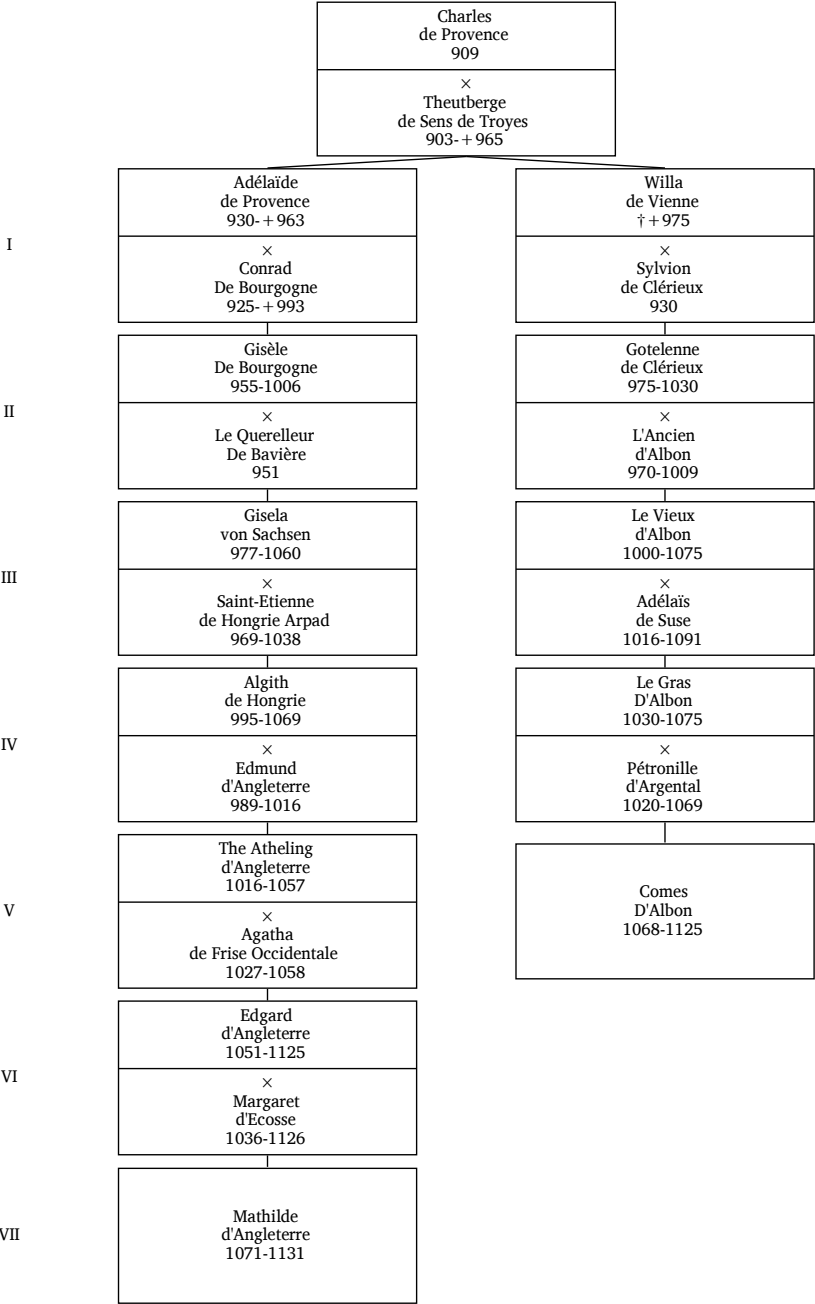 Charles
de Provence
909
×
Theutberge
de Sens de Troyes
903-+965
I
Adélaïde
de Provence
930-+963
×
Conrad
De Bourgogne
925-+993
Willa
de Vienne
†+975
×
Sylvion
de Clérieux
930
II
Gisèle
De Bourgogne
955-1006
×
Le Querelleur
De Bavière
951
Gotelenne
de Clérieux
975-1030
×
L'Ancien
d'Albon
970-1009
III
Gisela
von Sachsen
977-1060
×
Saint-Etienne
de Hongrie Arpad
969-1038
Le Vieux
d'Albon
1000-1075
×
Adélaïs
de Suse
1016-1091
IV
Algith
de Hongrie
995-1069
×
Edmund
d'Angleterre
989-1016
Le Gras
D'Albon
1030-1075
×
Pétronille
d'Argental
1020-1069
V
The Atheling
d'Angleterre
1016-1057
×
Agatha
de Frise Occidentale
1027-1058
Comes
D'Albon
1068-1125
VI
Edgard
d'Angleterre
1051-1125
×
Margaret
d'Ecosse
1036-1126
VII
Mathilde
d'Angleterre
1071-1131